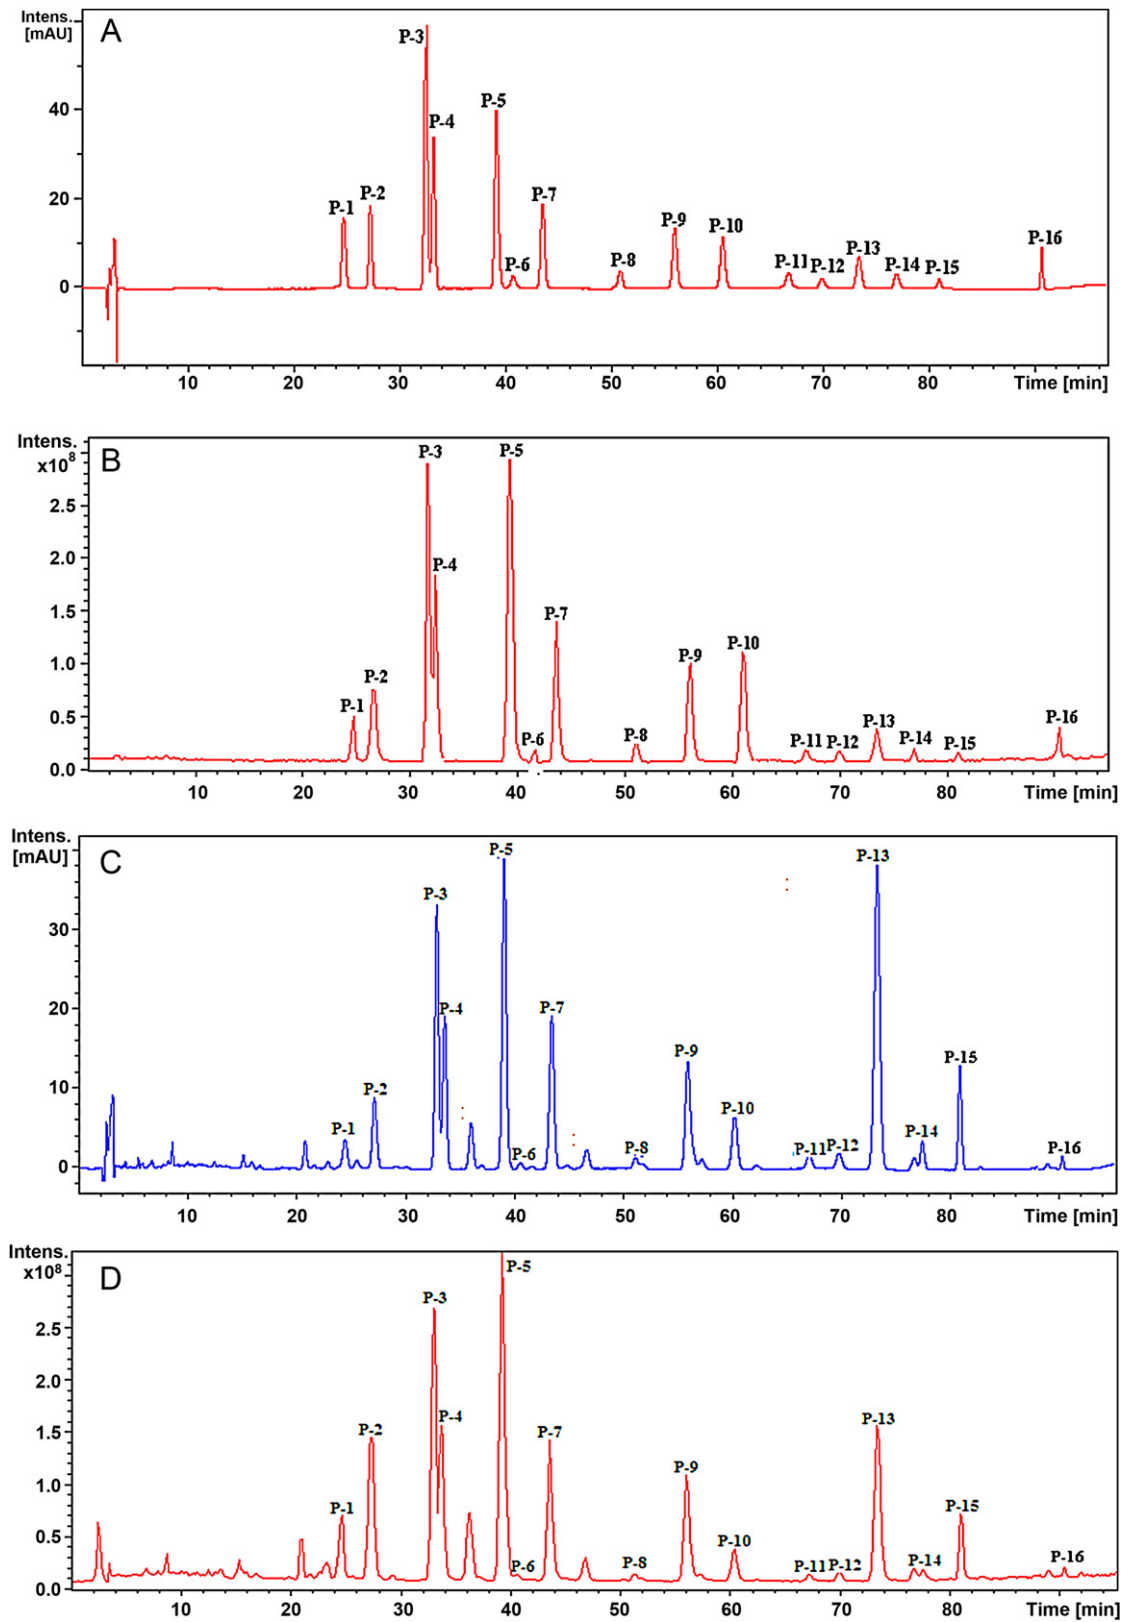 Intens.
[mAU]
A
P-3
P-5
P-4
P-2
P-7
P-1
P-9
P-10
P-16
P-13
P-6
P-8
P-11
P-12
P-14
P-15
40
20
0
10 20 30 40 50 60 70 80 Time [min]
Intens.
x10⁸
B
P-3
P-5
P-4
P-7
P-10
P-9
P-2
P-1
P-16
P-13
P-6
P-8
P-11
P-12
P-14
P-15
2.5
2.0
1.5
1.0
0.5
0.0
10 20 30 40 50 60 70 80 Time [min]
Intens.
[mAU]
C
P-5
P-13
P-3
P-4
P-7
P-9
P-15
P-2
P-10
P-1
P-14
P-6
P-8
P-11
P-12
P-16
30
20
10
0
10 20 30 40 50 60 70 80 Time [min]
Intens.
x10⁸
D
P-5
P-3
P-4
P-13
P-2
P-7
P-9
P-1
P-15
P-10
P-6
P-8
P-11
P-12
P-14
P-16
2.5
2.0
1.5
1.0
0.5
0.0
10 20 30 40 50 60 70 80 Time [min]